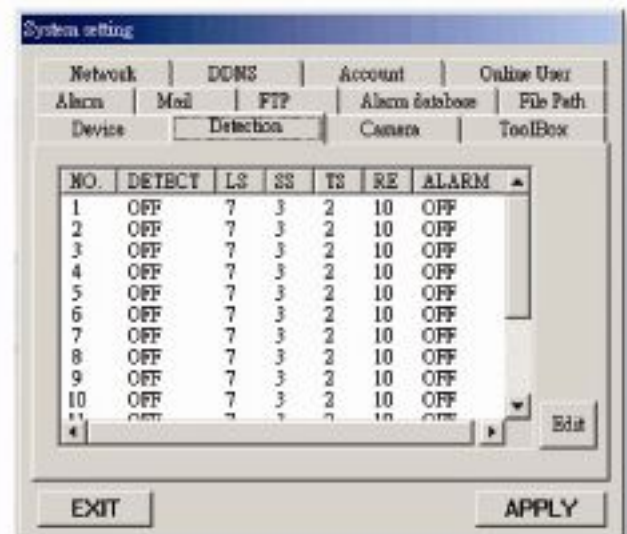 System setting
Network DDNS Account Online User
Alarm Mail FTP Alarm database File Path
Device Detection Camera ToolBox
NO. DETECT LS SS TS RE ALARM
1 OFF 7 3 2 10 OFF
2 OFF 7 3 2 10 OFF
3 OFF 7 3 2 10 OFF
4 OFF 7 3 2 10 OFF
5 OFF 7 3 2 10 OFF
6 OFF 7 3 2 10 OFF
7 OFF 7 3 2 10 OFF
8 OFF 7 3 2 10 OFF
9 OFF 7 3 2 10 OFF
10 OFF 7 3 2 10 OFF
Edit
EXIT APPLY